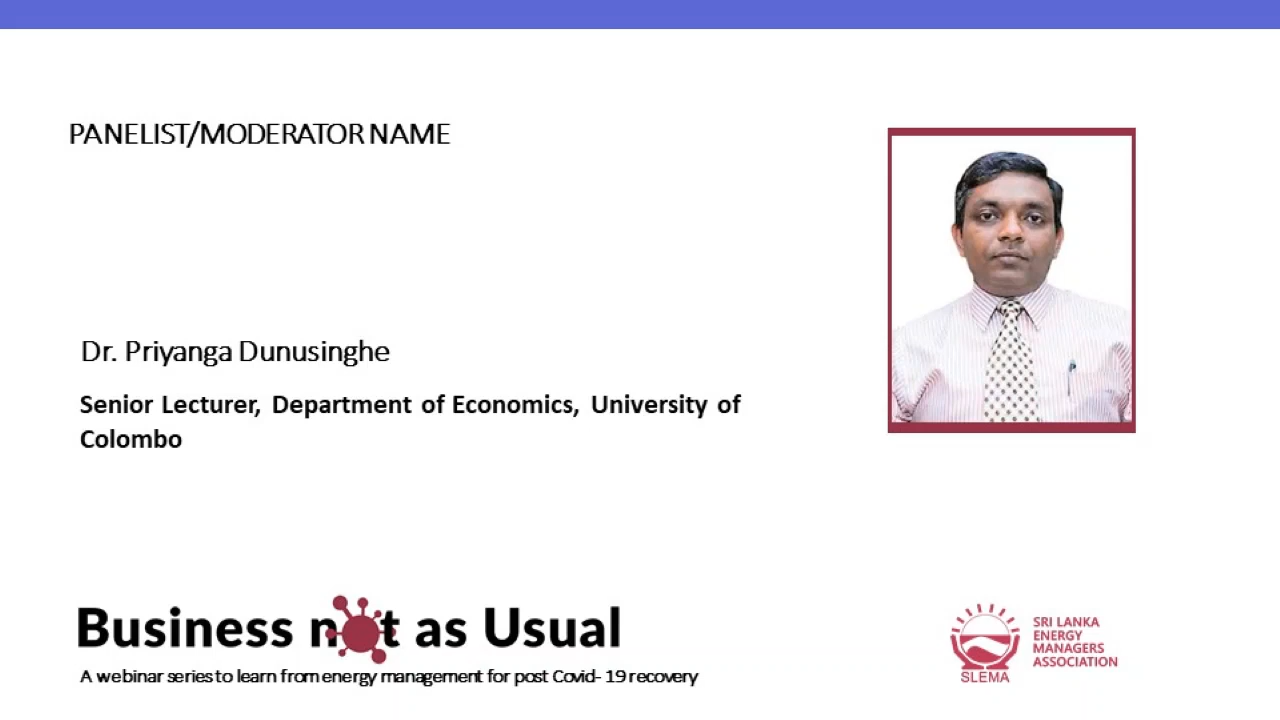 PANELIST/MODERATOR NAME
Dr. Priyanga Dunusinghe
Senior Lecturer, Department of Economics, University of
Colombo
Business not as Usual
A webinar series to learn from energy management for post Covid- 19 recovery
SRI LANKA
ENERGY
MANAGERS
ASSOCIATION
SLEMA